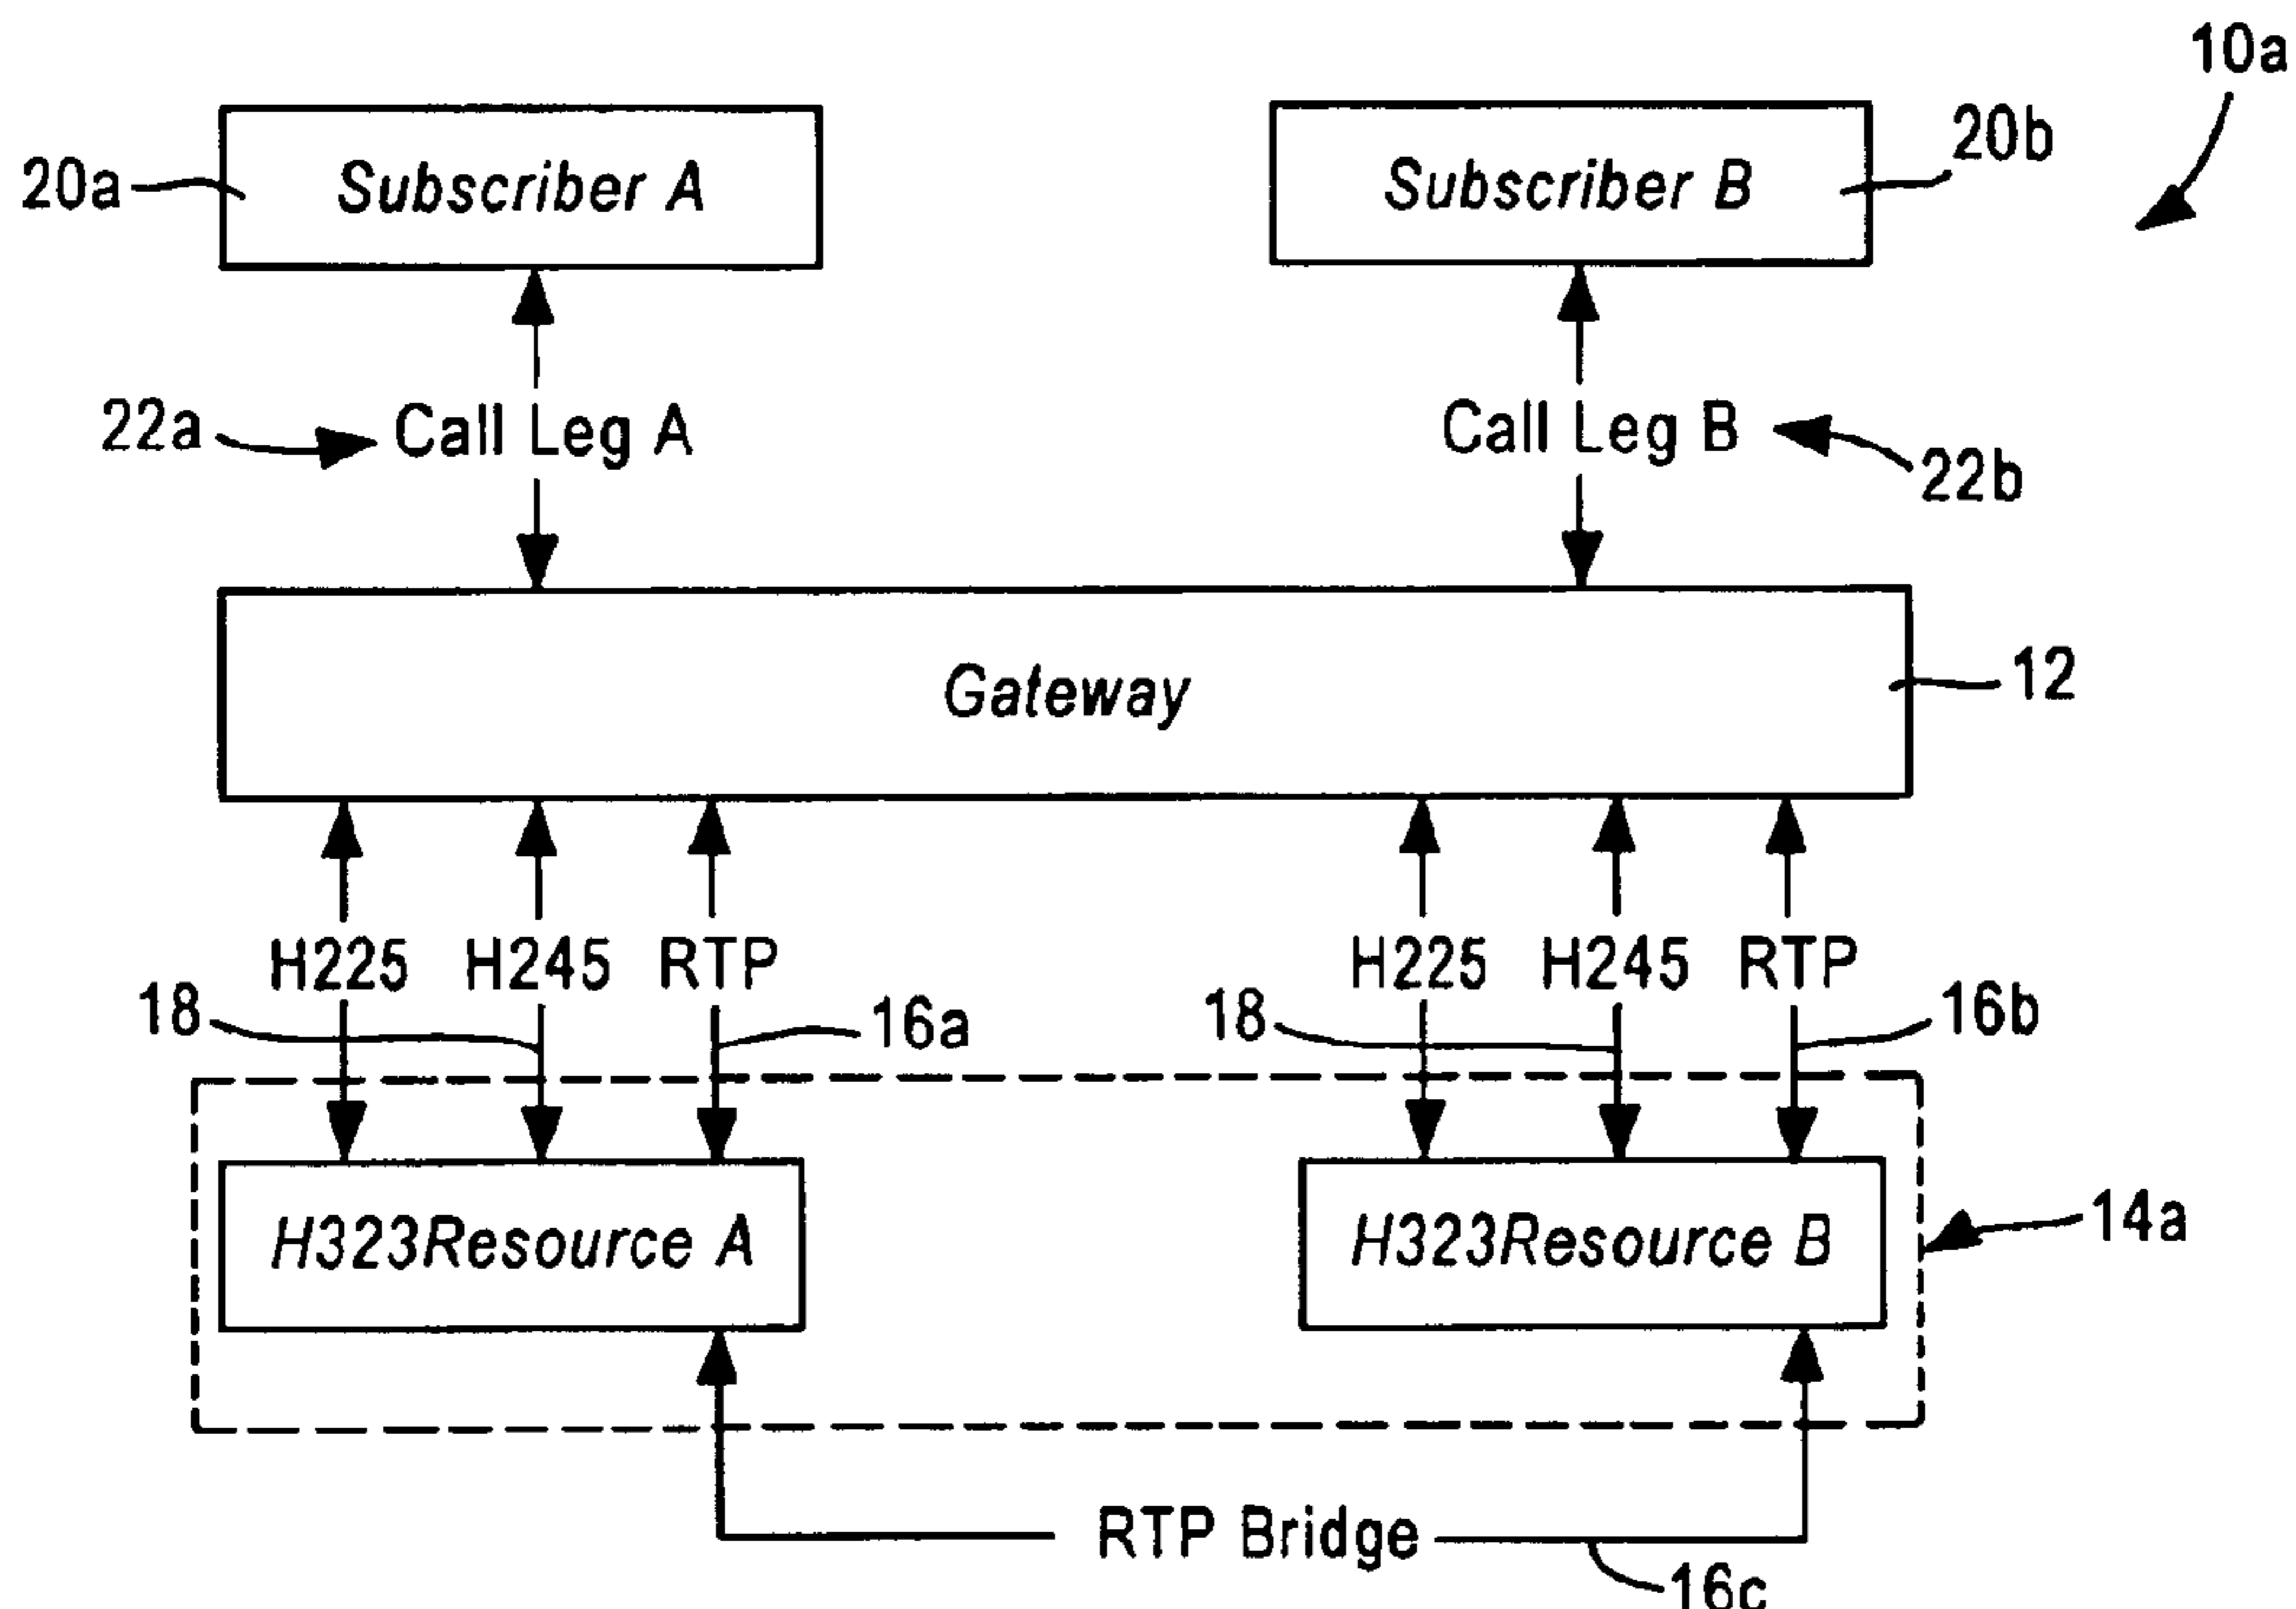 10a
20a
Subscriber A
Subscriber B
20b
22a
Call Leg A
Call Leg B
22b
Gateway
12
H225 H245 RTP
H225 H245 RTP
18
16a
18
16b
H323Resource A
H323Resource B
14a
RTP Bridge
16c